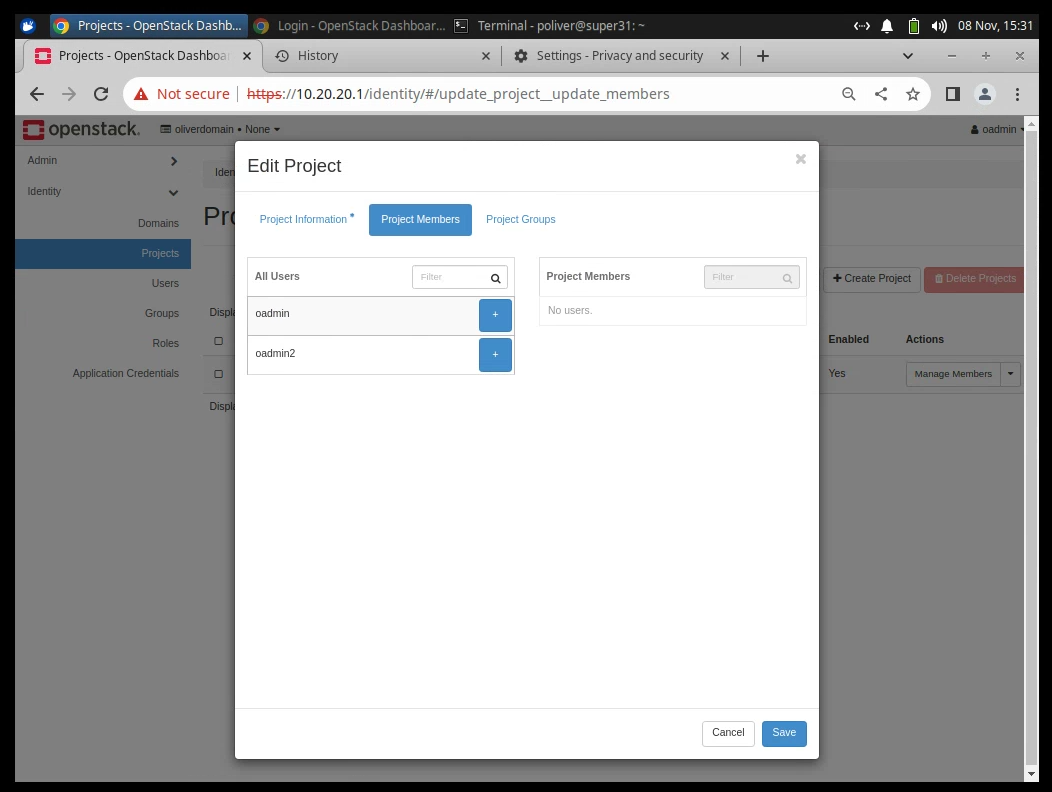 Projects - OpenStack Dashb... Login - OpenStack Dashboar... Terminal - poliver@super31: ~ 08 Nov, 15:31
Projects - OpenStack Dashboa History Settings - Privacy and security
Not secure https://10.20.20.1/identity/#/update_project__update_members
openstack. oliverdomain • None oadmin
Admin
Identity
Domains
Projects
Users
Groups
Roles
Application Credentials
Iden
Pro
Create Project Delete Projects
Displa
Enabled Actions
Yes Manage Members
Displa
Edit Project
Project Information * Project Members Project Groups
All Users Filter
oadmin +
oadmin2 +
Project Members Filter
No users.
Cancel Save